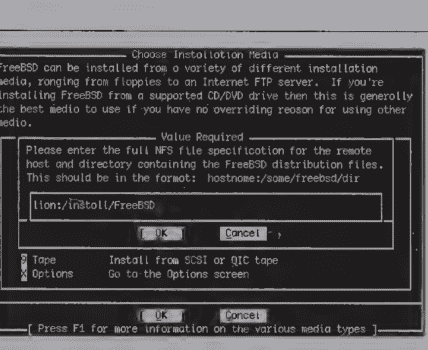 Choose Installation Media
FreeBSD can be installed from a variety of different installation
media, ranging from floppies to an Internet FTP server. If you're
installing FreeBSD from a supported CD/DVD drive then this is generally
the best media to use if you have no overriding reason for using other
media.
Value Required
Please enter the full NFS file specification for the remote
host and directory containing the FreeBSD distribution files.
This should be in the format: hostname:/some/freebsd/dir
lion:/install/FreeBSD
[ OK ] Cancel
9 Tape Install from SCSI or QIC tape
X Options Go to the Options screen
[ OK ] Cancel
[ Press F1 for more information on the various media types ]